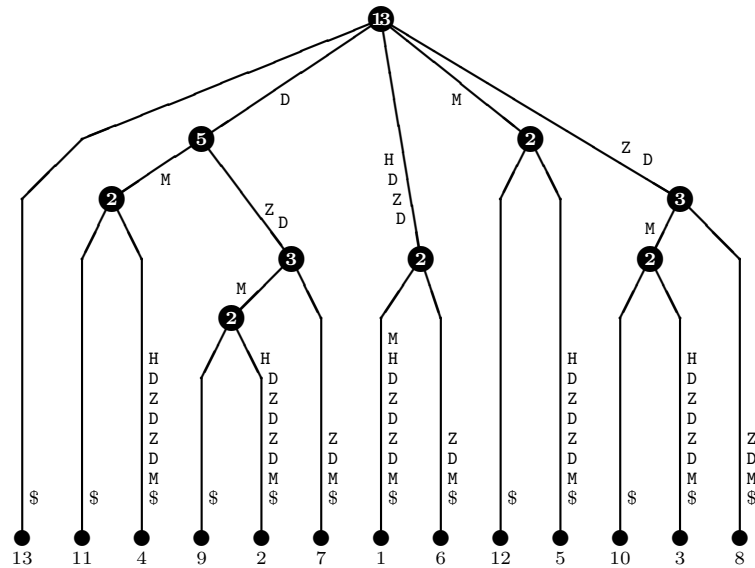 13
D M
5 2
Z
H D
M D
2 Z 3
Z
D D
M
3 2 2
M
2
M
H H H H H
D D D D D
Z Z Z Z Z
D D D D D
Z Z Z Z Z Z Z Z
D D D D D D D D
M M M M M M M M
$ $ $ $ $ $ $ $ $ $ $ $ $
13 11 4 9 2 7 1 6 12 5 10 3 8